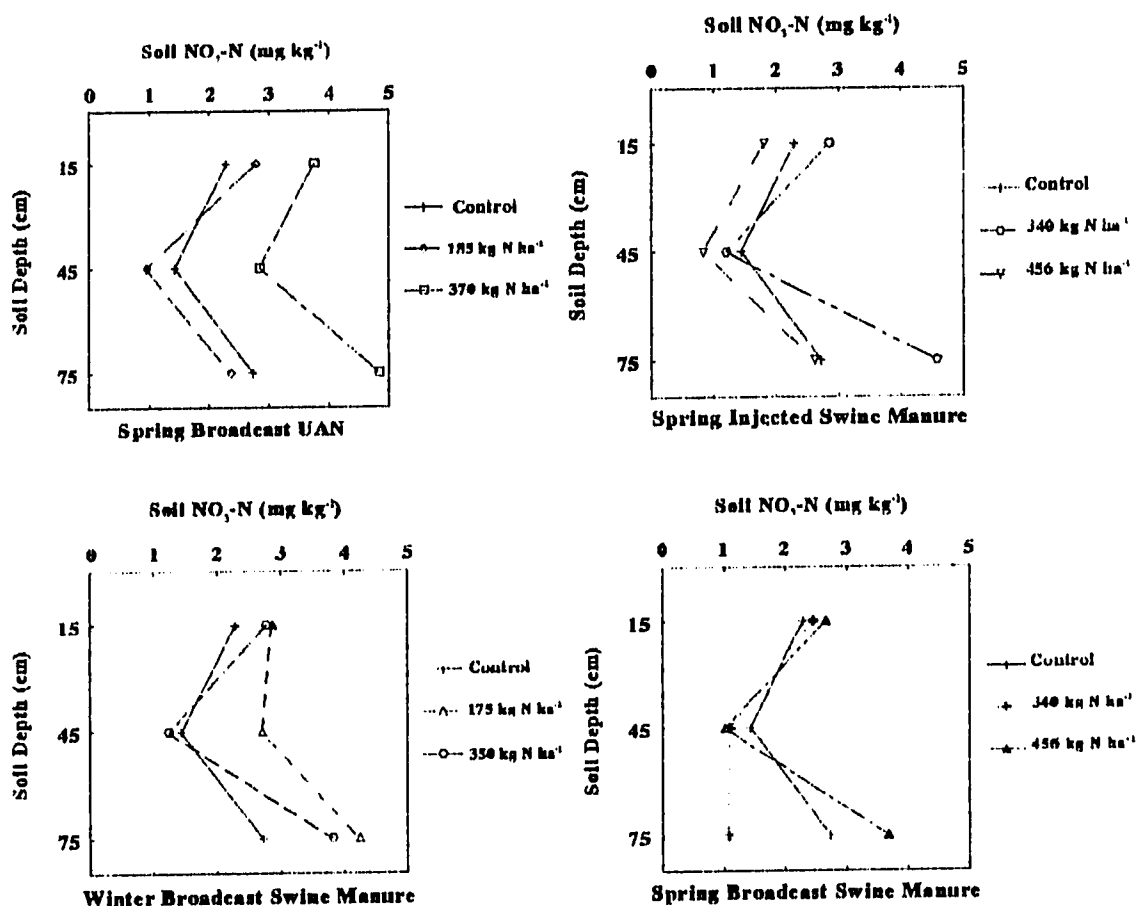 Soil NO₃-N (mg kg⁻¹)
0 1 2 3 4 5
15
45
75
Soil Depth (cm)
Control
185 kg N ha⁻¹
370 kg N ha⁻¹
Spring Broadcast UAN
Soil NO₃-N (mg kg⁻¹)
0 1 2 3 4 5
15
45
75
Soil Depth (cm)
Control
340 kg N ha⁻¹
456 kg N ha⁻¹
Spring Injected Swine Manure
Soil NO₃-N (mg kg⁻¹)
0 1 2 3 4 5
15
45
75
Soil Depth (cm)
Control
175 kg N ha⁻¹
350 kg N ha⁻¹
Winter Broadcast Swine Manure
Soil NO₃-N (mg kg⁻¹)
0 1 2 3 4 5
15
45
75
Soil Depth (cm)
Control
340 kg N ha⁻¹
456 kg N ha⁻¹
Spring Broadcast Swine Manure